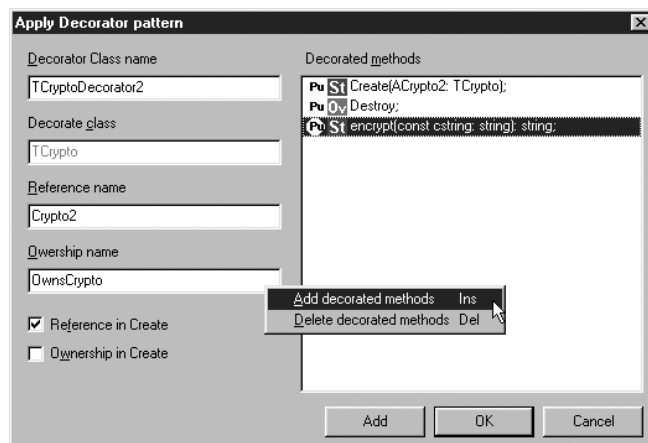 Apply Decorator pattern
Decorator Class name
TCryptoDecorator2
Decorate class
TCrypto
Reference name
Crypto2
Owership name
OwnsCrypto
Reference in Create
Ownership in Create
Decorated methods
Pu St Create(ACrypto2: TCrypto);
Pu Ov Destroy;
Pu St encrypt(const cstring: string): string;
Add decorated methods Ins
Delete decorated methods Del
Add OK Cancel